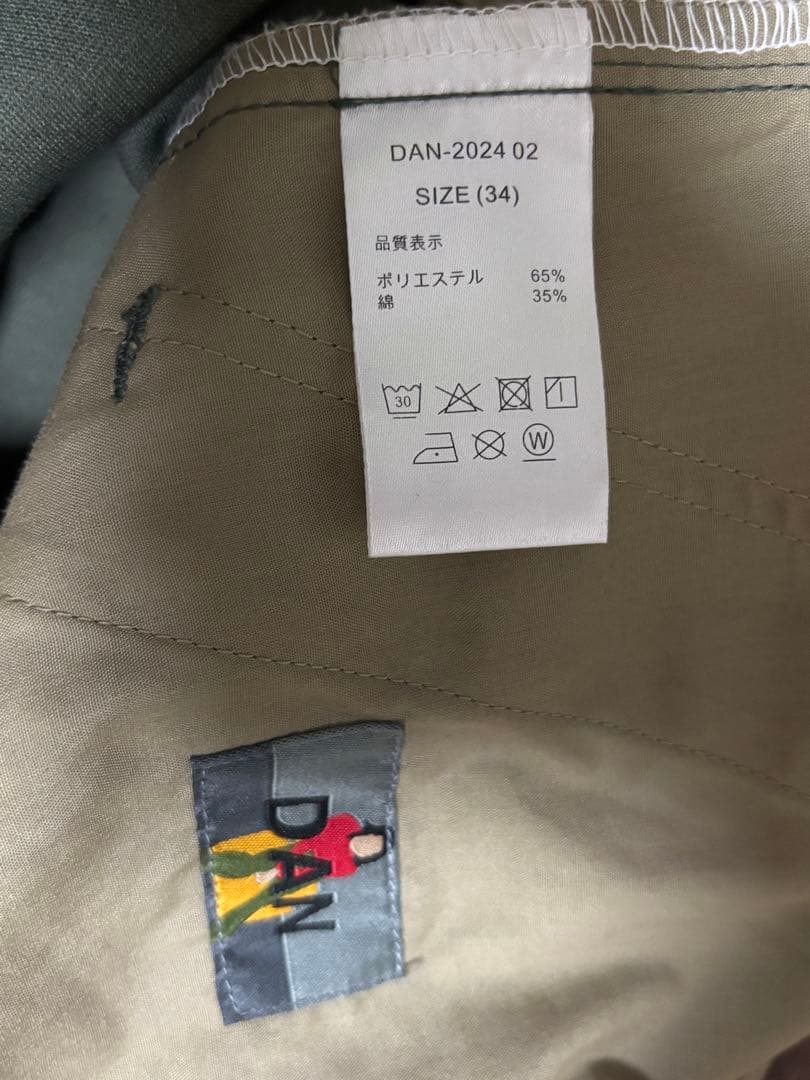 DAN-2024 02
SIZE (34)
品質表示
ポリエステル 65%
綿 35%
30
W
DAN